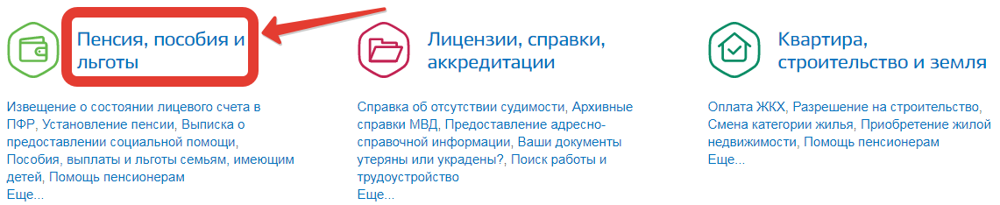 Пенсия, пособия и
льготы
Извещение о состоянии лицевого счета в
ПФР, Установление пенсии, Выписка о
предоставлении социальной помощи,
Пособия, выплаты и льготы семьям, имеющим
детей, Помощь пенсионерам
Еще...
Лицензии, справки,
аккредитации
Справка об отсутствии судимости, Архивные
справки МВД, Предоставление адресно-
справочной информации, Ваши документы
утеряны или украдены?, Поиск работы и
трудоустройство
Еще...
Квартира,
строительство и земля
Оплата ЖКХ, Разрешение на строительство,
Смена категории жилья, Приобретение жилой
недвижимости, Помощь пенсионерам
Еще...